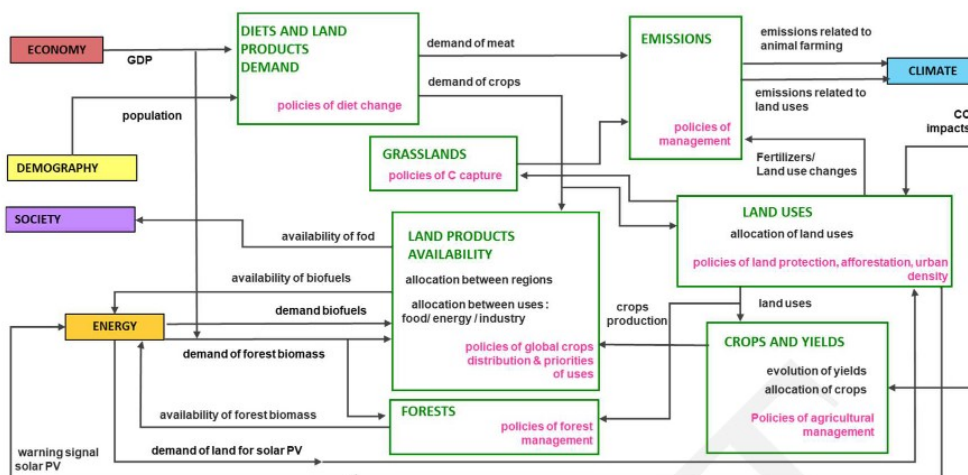 ECONOMY
GDP
DIETS AND LAND
PRODUCTS
DEMAND
policies of diet change
demand of meat
demand of crops
EMISSIONS
policies of
management
emissions related to
animal farming
emissions related to
land uses
CLIMATE
population
DEMOGRAPHY
GRASSLANDS
policies of C capture
Fertilizers/
Land use changes
impacts
SOCIETY
availability of fod
LAND PRODUCTS
AVAILABILITY
allocation between regions
allocation between uses :
food/ energy / industry
policies of global crops
distribution & priorities
of uses
LAND USES
allocation of land uses
policies of land protection, afforestation, urban
density
availability of biofuels
demand biofuels
ENERGY
demand of forest biomass
crops
production
land uses
CROPS AND YIELDS
evolution of yields
allocation of crops
Policies of agricultural
management
availability of forest biomass
FORESTS
policies of forest
management
warning signal
solar PV
demand of land for solar PV